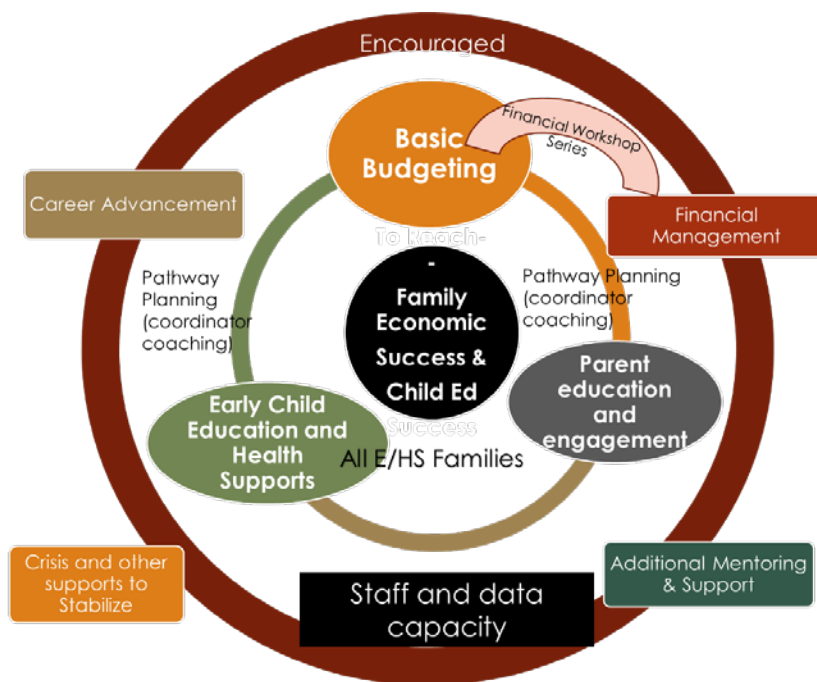 Encouraged
Basic
Budgeting
Financial Workshop
Series
Career Advancement
Financial
Management
To Reach-
-
Family
Economic
Success &
Child Ed
Success
Pathway
Planning
(coordinator
coaching)
Pathway Planning
(coordinator
coaching)
Early Child
Education and
Health
Supports
Parent
education
and
engagement
All E/HS Families
Crisis and other
supports to
Stabilize
Staff and data
capacity
Additional Mentoring
& Support